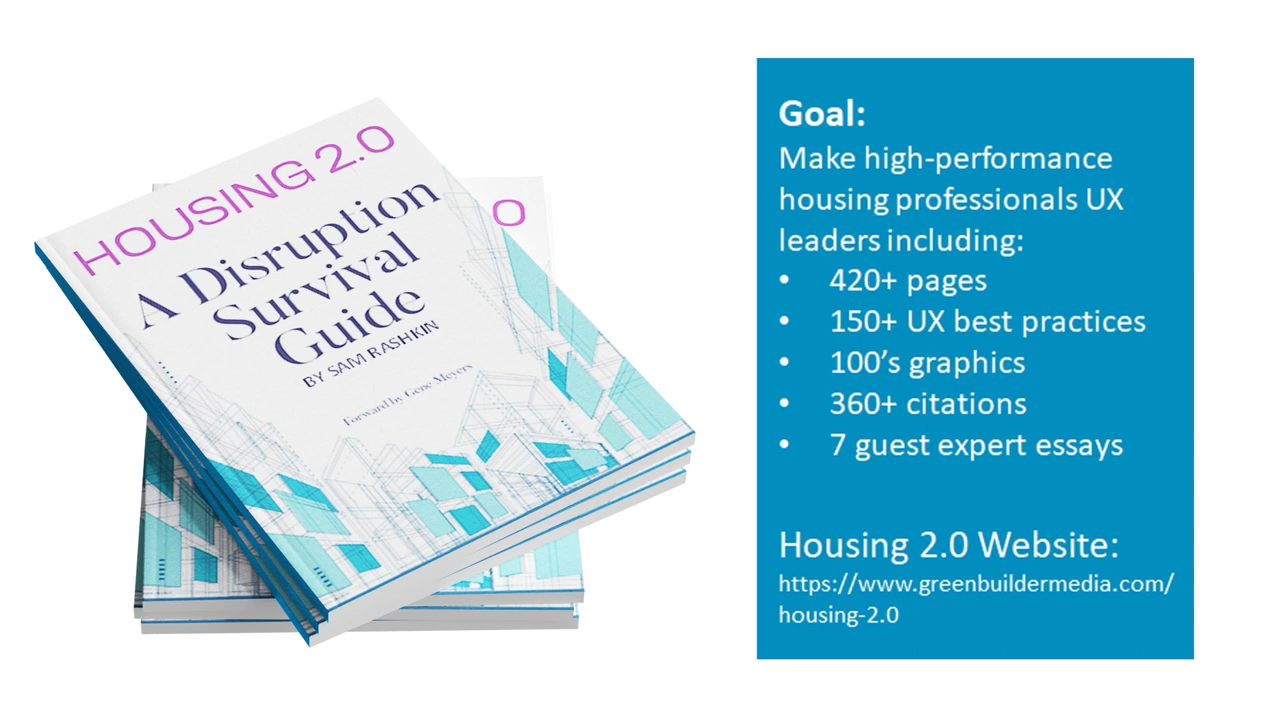 HOUSING 2.0
A Disruption
Survival
Guide
BY SAM RASHKIN
Forward by Gene Meyers
O
Goal:
Make high-performance
housing professionals UX
leaders including:
• 420+ pages
• 150+ UX best practices
• 100’s graphics
• 360+ citations
• 7 guest expert essays
Housing 2.0 Website:
https://www.greenbuildermedia.com/
housing-2.0